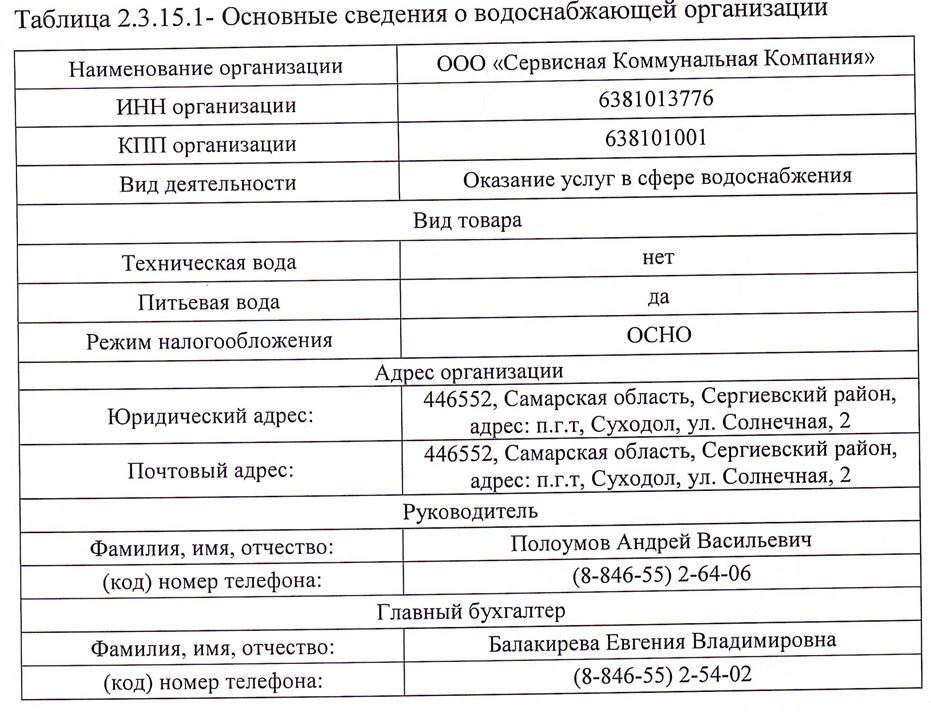 Таблица 2.3.15.1- Основные сведения о водоснабжающей организации
Наименование организации
ООО «Сервисная Коммунальная Компания»
ИНН организации
6381013776
КПП организации
638101001
Вид деятельности
Оказание услуг в сфере водоснабжения
Вид товара
Техническая вода
нет
Питьевая вода
да
Режим налогообложения
ОСНО
Адрес организации
Юридический адрес:
446552, Самарская область, Сергиевский район,
адрес: п.г.т, Суходол, ул. Солнечная, 2
Почтовый адрес:
446552, Самарская область, Сергиевский район,
адрес: п.г.т, Суходол, ул. Солнечная, 2
Руководитель
Фамилия, имя, отчество:
Полоумов Андрей Васильевич
(код) номер телефона:
(8-846-55) 2-64-06
Главный бухгалтер
Фамилия, имя, отчество:
Балакирева Евгения Владимировна
(код) номер телефона:
(8-846-55) 2-54-02